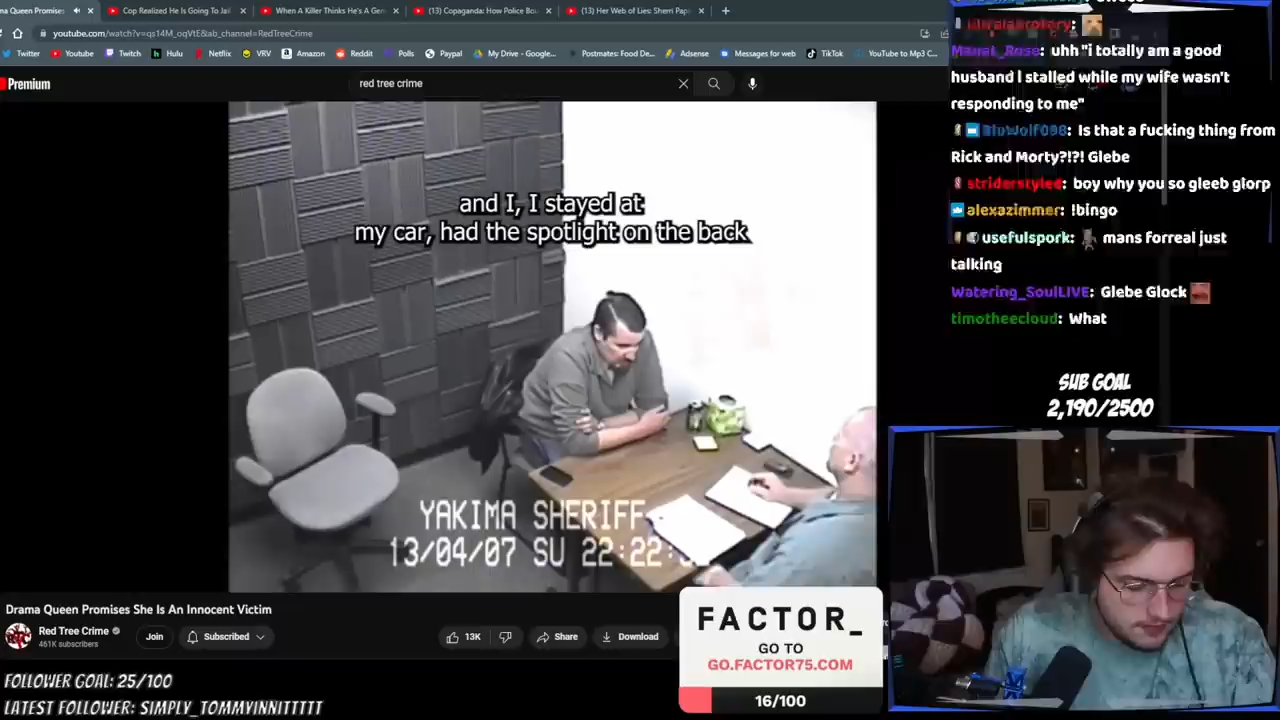 Drama Queen Promises
Cop Realized He Is Going To Jail
When A Killer Thinks He's A Gen
(13) Copaganda: How Police Bou
(13) Her Web of Lies Sherri Pap
youtube.com/watch?v=qs14M_oqVtE&ab_channel=RedTreeCrime
Twitter
YouTube
Twitch
Hulu
Netflix
VRV
Amazon
Reddit
Polls
Paypal
My Drive - Google...
Postmates: Food De...
Adsense
Messages for web
TikTok
YouTube to Mp3 C...
Premium
red tree crime
and I, I stayed at
my car, had the spotlight on the back
YAKIMA SHERIFF
13/04/07 SU 22:22:
Drama Queen Promises She Is An Innocent Victim
Red Tree Crime
461K subscribers
Join
Subscribed
13K
Share
Download
FACTOR_
GO TO
GO.FACTOR75.COM
16/100
FOLLOWER GOAL: 25/100
LATEST FOLLOWER: SIMPLY_TOMMYINNITTTTT
uhh "i totally am a good
husband I stalled while my wife wasn't
responding to me"
BluWolf098: Is that a fucking thing from
Rick and Morty?!?! Glebe
striderstyled: boy why you so gleeb glorp
alexazimmer: !bingo
usefulspork: mans forreal just
talking
Watering_SoulLIVE: Glebe Glock
timotheecloud: What
SUB GOAL
2,190/2500